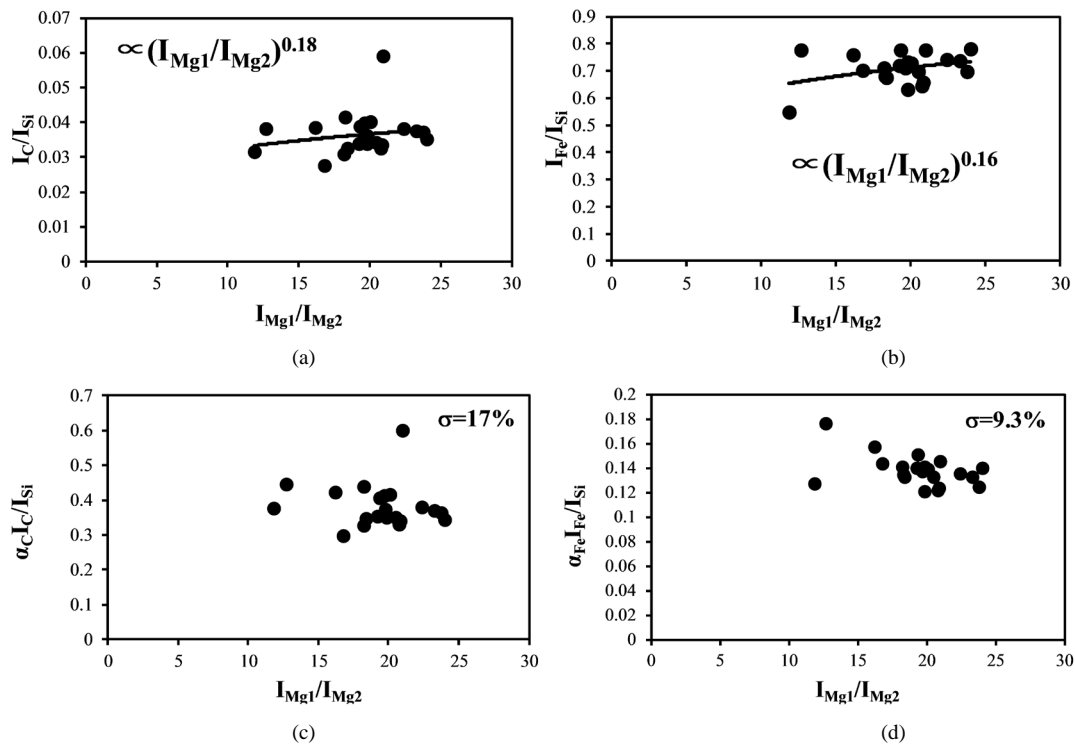 0.07
0.06
0.05
0.04
0.03
0.02
0.01
0
I_C/I_Si
∝(I_Mg1/I_Mg2)^0.18
0 5 10 15 20 25 30
I_Mg1/I_Mg2
(a)
0.9
0.8
0.7
0.6
0.5
0.4
0.3
0.2
0.1
0
I_Fe/I_Si
∝(I_Mg1/I_Mg2)^0.16
0 5 10 15 20 25 30
I_Mg1/I_Mg2
(b)
0.7
0.6
0.5
0.4
0.3
0.2
0.1
0
α_C I_C/I_Si
σ=17%
0 5 10 15 20 25 30
I_Mg1/I_Mg2
(c)
0.2
0.18
0.16
0.14
0.12
0.1
0.08
0.06
0.04
0.02
0
α_Fe I_Fe/I_Si
σ=9.3%
0 5 10 15 20 25 30
I_Mg1/I_Mg2
(d)